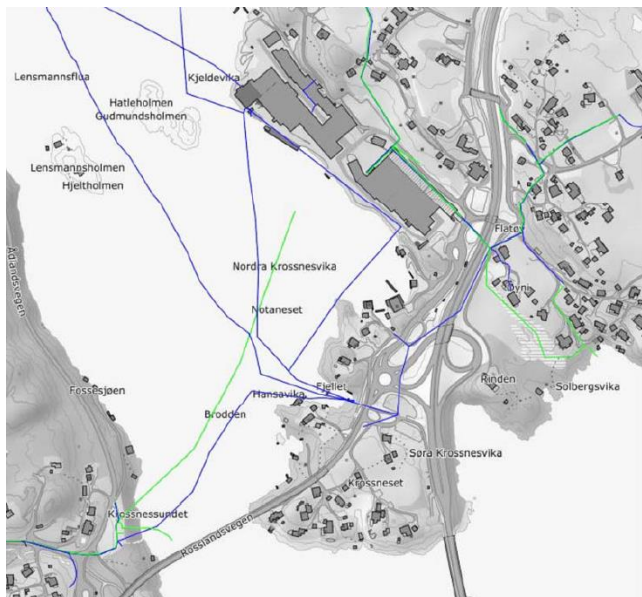 Lensmannsflua
Kjeldevika
Hatleholmen
Gudmundsholmen
Lensmannsholmen
Hjeltholmen
Ådlandsvegen
Flatøy
Nordra Krossnesvika
Notaneset
Fossesjøen
Fjellet
Hansavika
Brodden
Rinden
Solbergsvika
Søra Krossnesvika
Krossneset
Krossnessundet
Rosslandsvegen